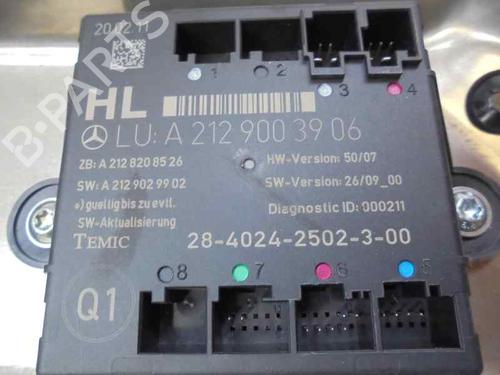 20.02.11
1
2
3
4
HL
LU: A 212 900 39 06
ZB: A 212 820 85 26
HW-Version: 50/07
SW: A 212 902 99 02
SW-Version: 26/09_00
*) gueltig bis zu evll.
SW-Aktualisierung
Diagnostic ID: 000211
TEMIC
28-4024-2502-3-00
8
7
6
5
Q1
B-PARTS